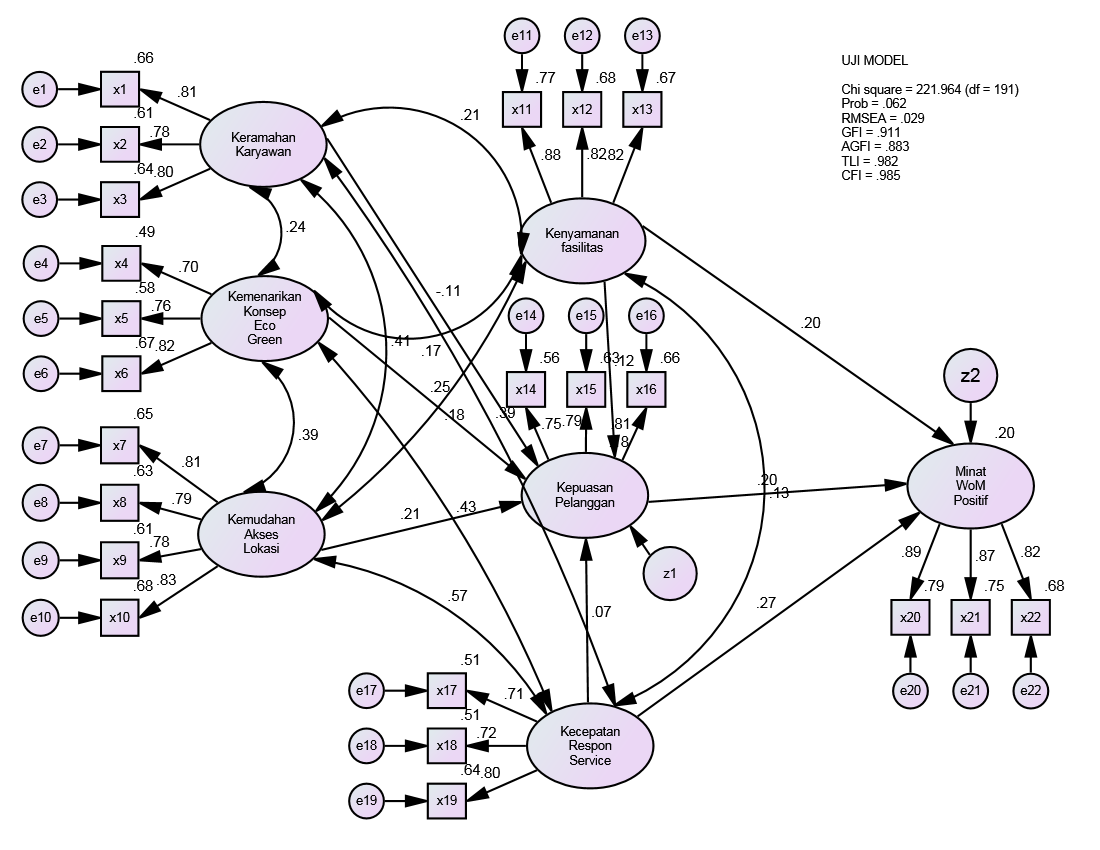 UJI MODEL
Chi square = 221.964 (df = 191)
Prob = .062
RMSEA = .029
GFI = .911
AGFI = .883
TLI = .982
CFI = .985
e11
e12
e13
.77
.68
.67
x11
x12
x13
.88
.82
.82
Kenyamanan
fasilitas
.66
e1
x1
.81
.61
e2
x2
.78
.64
e3
x3
.80
Keramahan
Karyawan
.21
.24
.49
e4
x4
.70
.58
e5
x5
.76
.67
e6
x6
.82
Kemenarikan
Konsep
Eco
Green
-.11
.41
.17
.25
.18
.39
.39
.65
e7
x7
.81
.63
e8
x8
.79
.61
e9
x9
.78
.68
e10
x10
.83
Kemudahan
Akses
Lokasi
.21
.43
.57
e14
e15
e16
.56
.63
.12
.66
x14
x15
x16
.75
.79
.81
8
Kepuasan
Pelanggan
z1
.07
.20
.20
.13
.27
z2
.20
Minat
WoM
Positif
.89
.87
.82
.79
.75
.68
x20
x21
x22
e20
e21
e22
.51
e17
x17
.71
.51
e18
x18
.72
.64
e19
x19
.80
Kecepatan
Respon
Service